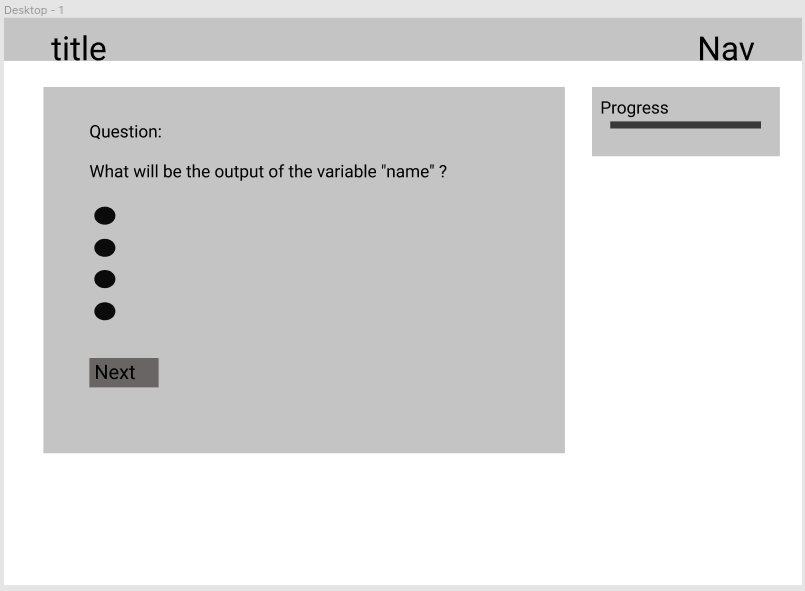 Desktop - 1
title
Nav
Progress
Question:
What will be the output of the variable "name" ?
Next